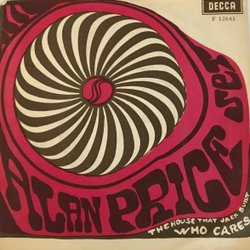 DECCA
F 12641
ALAN PRICE SET
THE HOUSE THAT JACK BUILT
WHO CARES